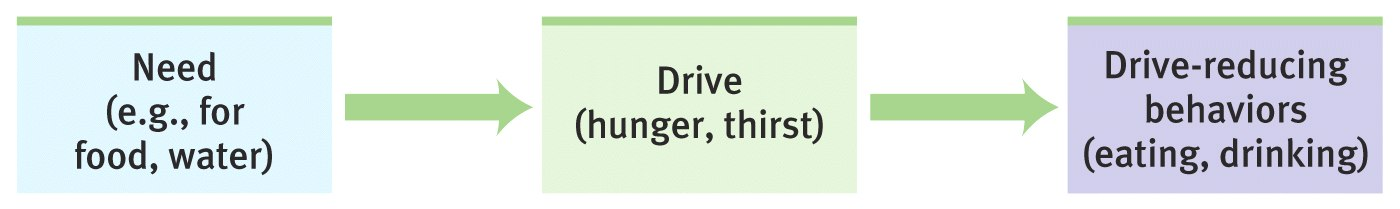 Need
(e.g., for
food, water)
Drive
(hunger, thirst)
Drive-reducing
behaviors
(eating, drinking)